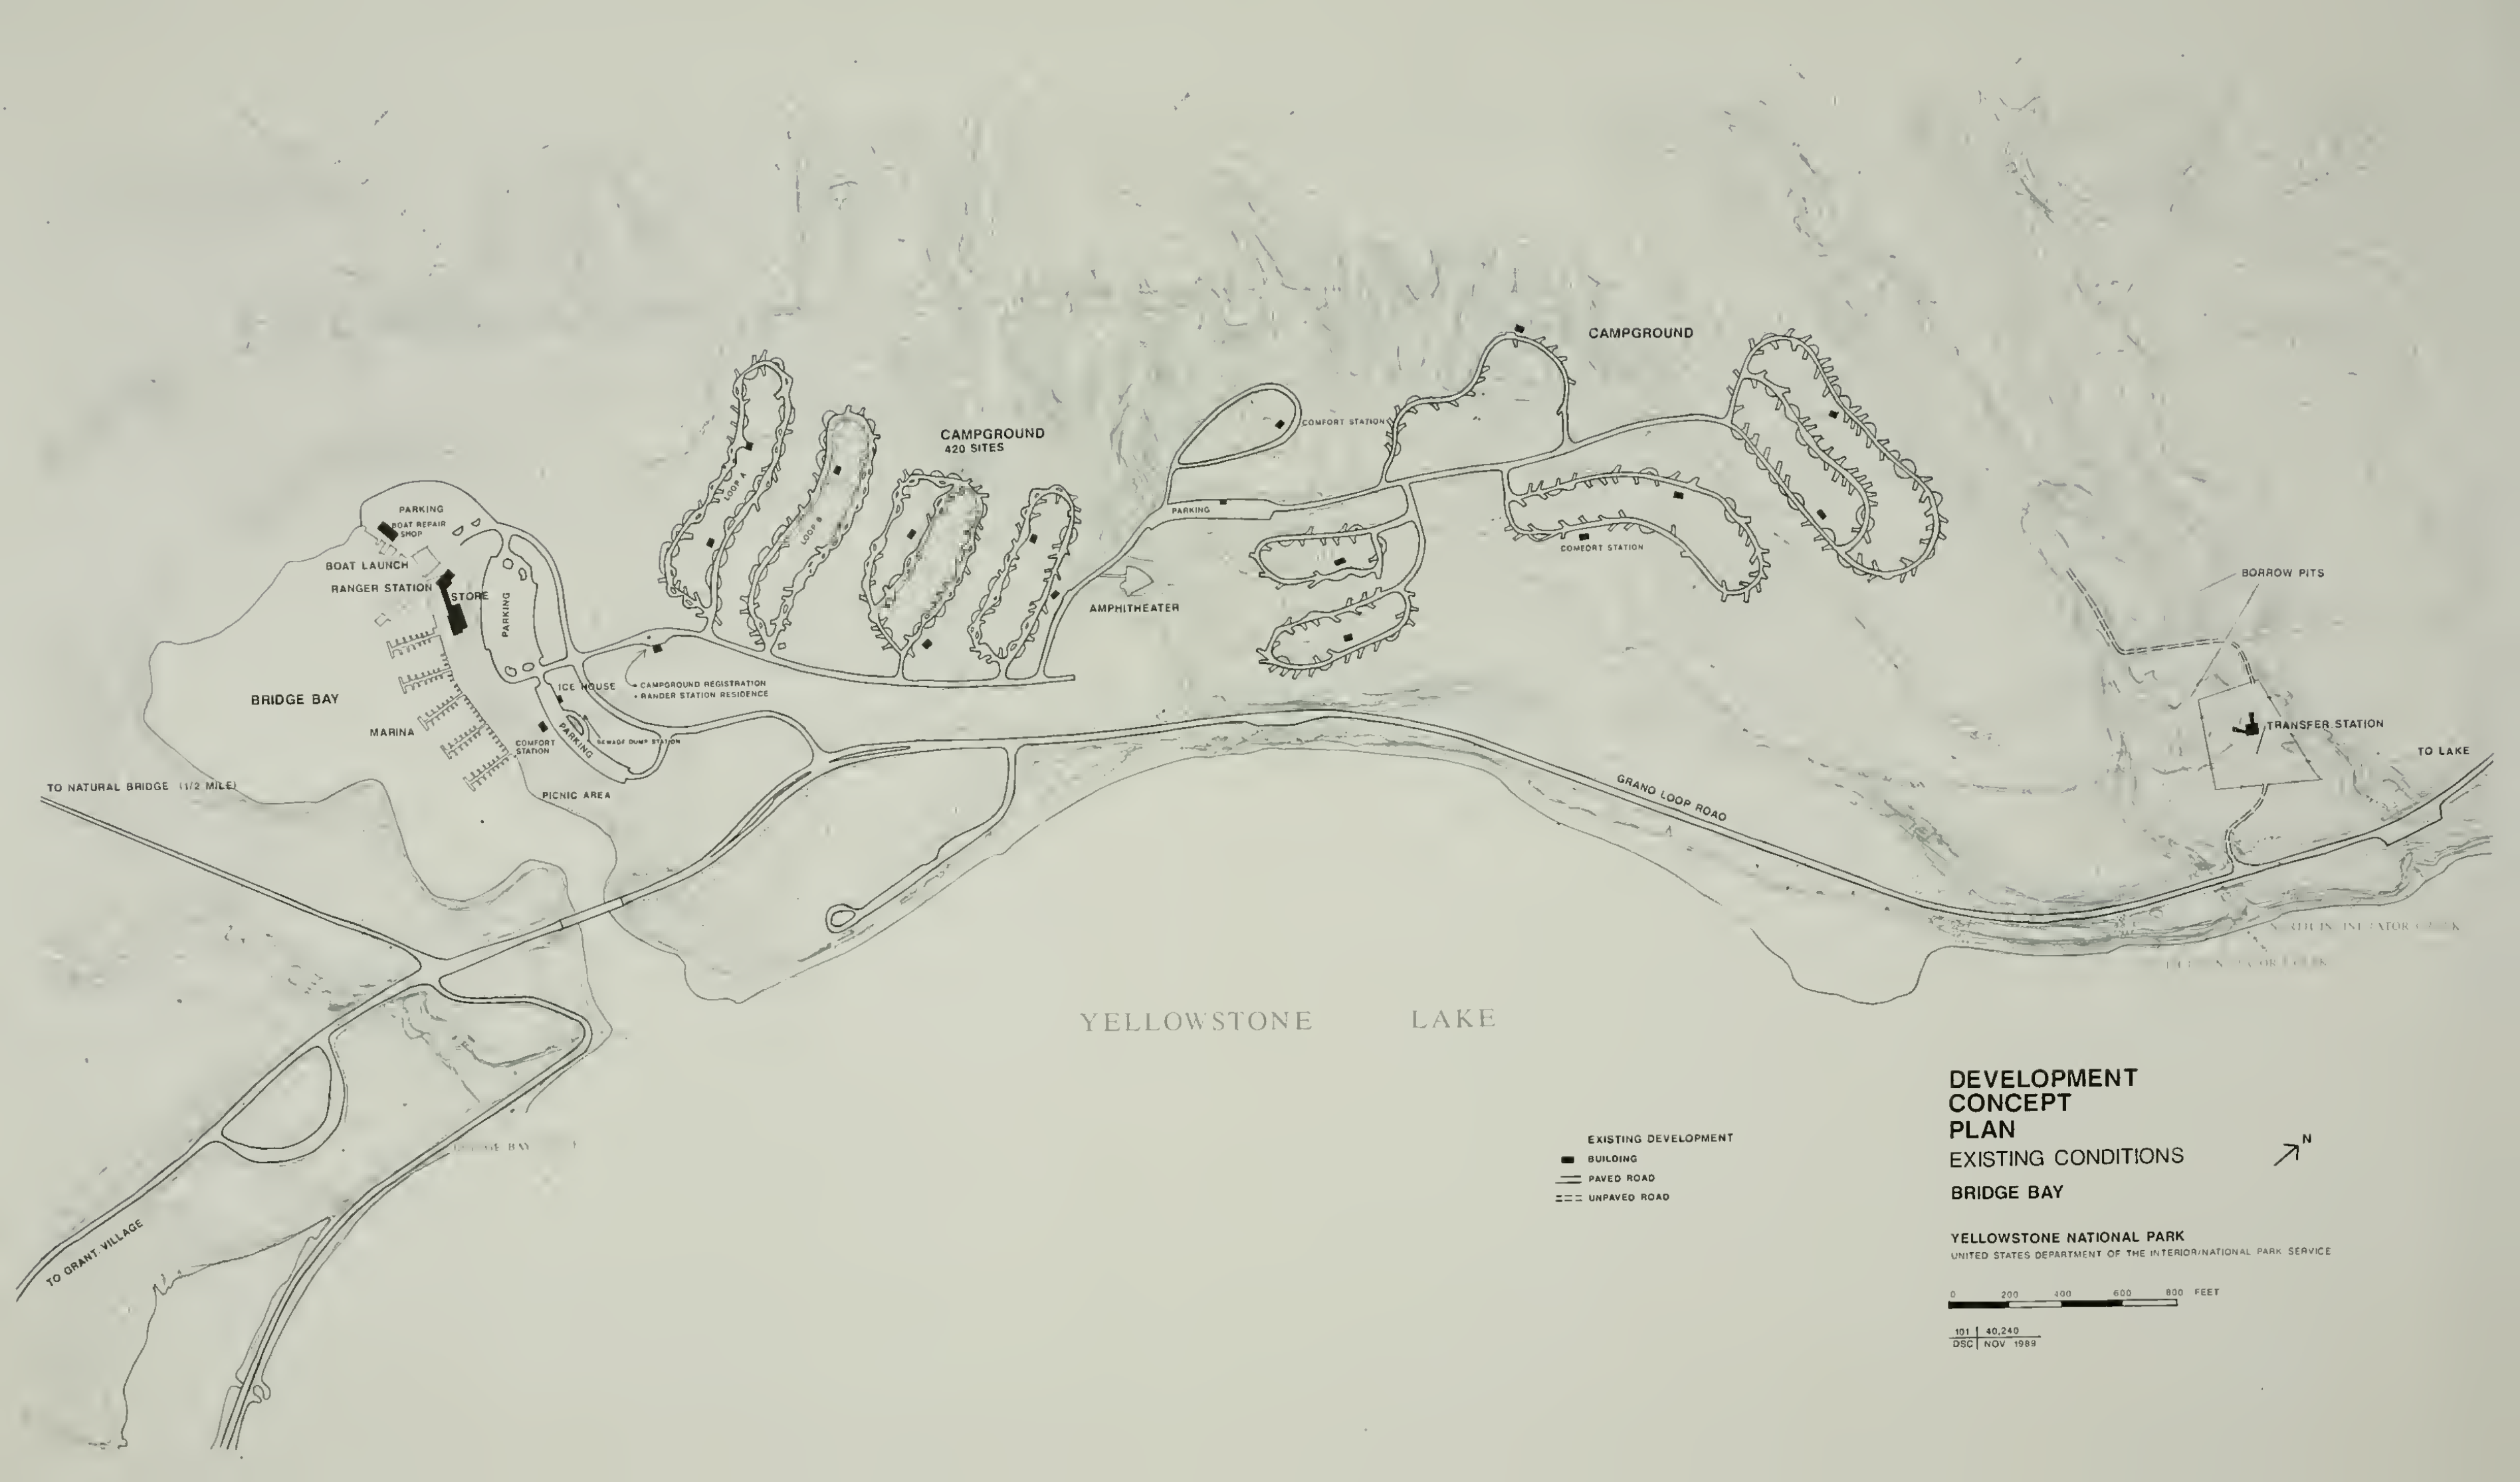 CAMPGROUND
CAMPGROUND
420 SITES
COMFORT STATION
LOOP A
LOOP B
PARKING
BOAT REPAIR
SHOP
BOAT LAUNCH
RANGER STATION
STORE
PARKING
PARKING
COMFORT STATION
AMPHITHEATER
BORROW PITS
ICE HOUSE
• CAMPGROUND REGISTRATION
• RANDER STATION RESIDENCE
BRIDGE BAY
MARINA
PARKING
COMFORT
STATION
SEWAGE DUMP STATION
TRANSFER STATION
TO LAKE
TO NATURAL BRIDGE (1/2 MILE)
PICNIC AREA
GRAND LOOP ROAD
YELLOWSTONE LAKE
BAY
TO GRANT VILLAGE
EXISTING DEVELOPMENT
BUILDING
PAVED ROAD
UNPAVED ROAD
DEVELOPMENT
CONCEPT
PLAN
EXISTING CONDITIONS
BRIDGE BAY
N
YELLOWSTONE NATIONAL PARK
UNITED STATES DEPARTMENT OF THE INTERIOR/NATIONAL PARK SERVICE
0 200 400 600 800 FEET
101 40,240
DSC NOV 1989